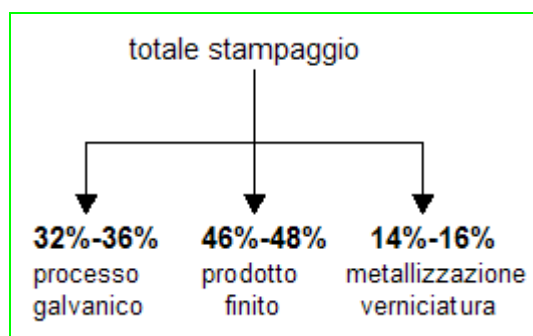 totale stampaggio
32%-36% 46%-48% 14%-16%
processo prodotto metallizzazione
galvanico finito verniciatura